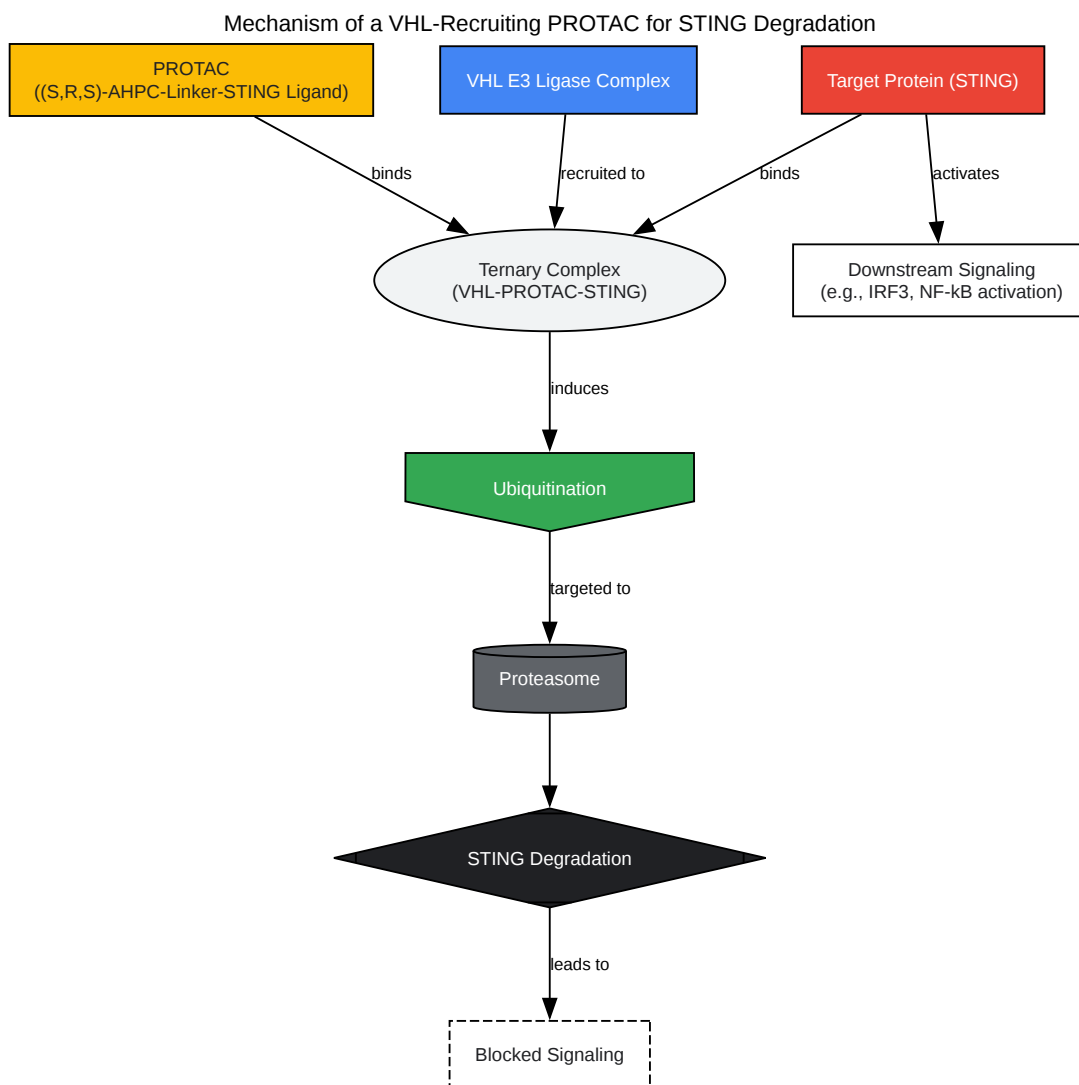 Mechanism of a VHL-Recruiting PROTAC for STING Degradation
PROTAC
((S,R,S)-AHPC-Linker-STING Ligand)
VHL E3 Ligase Complex
Target Protein (STING)
binds
recruited to
binds
activates
Ternary Complex
(VHL-PROTAC-STING)
Downstream Signaling
(e.g., IRF3, NF-kB activation)
induces
Ubiquitination
targeted to
Proteasome
STING Degradation
leads to
Blocked Signaling